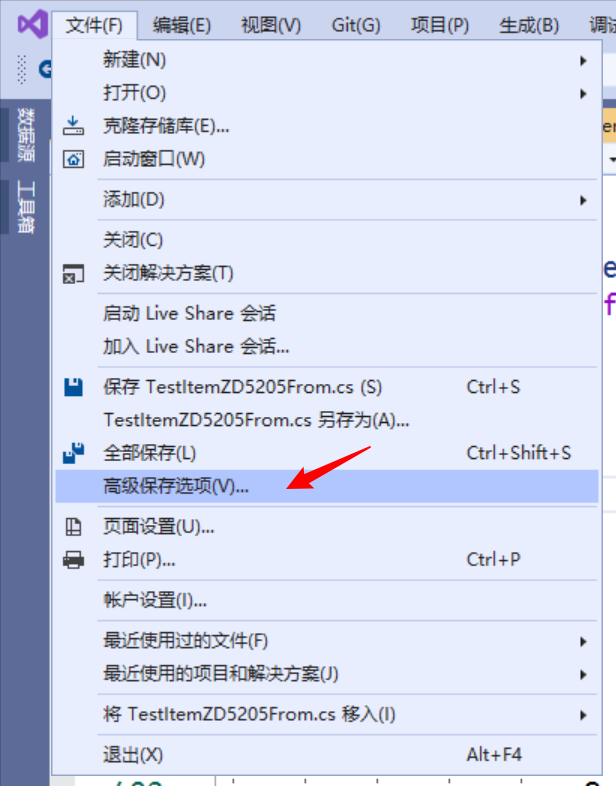 文件(F) 编辑(E) 视图(V) Git(G) 项目(P) 生成(B)
新建(N)
打开(O)
克隆存储库(E)...
启动窗口(W)
添加(D)
关闭(C)
关闭解决方案(T)
启动 Live Share 会话
加入 Live Share 会话...
保存 TestItemZD5205From.cs (S) Ctrl+S
TestItemZD5205From.cs 另存为(A)...
全部保存(L) Ctrl+Shift+S
高级保存选项(V)...
页面设置(U)...
打印(P)... Ctrl+P
帐户设置(I)...
最近使用过的文件(F)
最近使用的项目和解决方案(J)
将 TestItemZD5205From.cs 移入(I)
退出(X) Alt+F4
数据源
工具箱